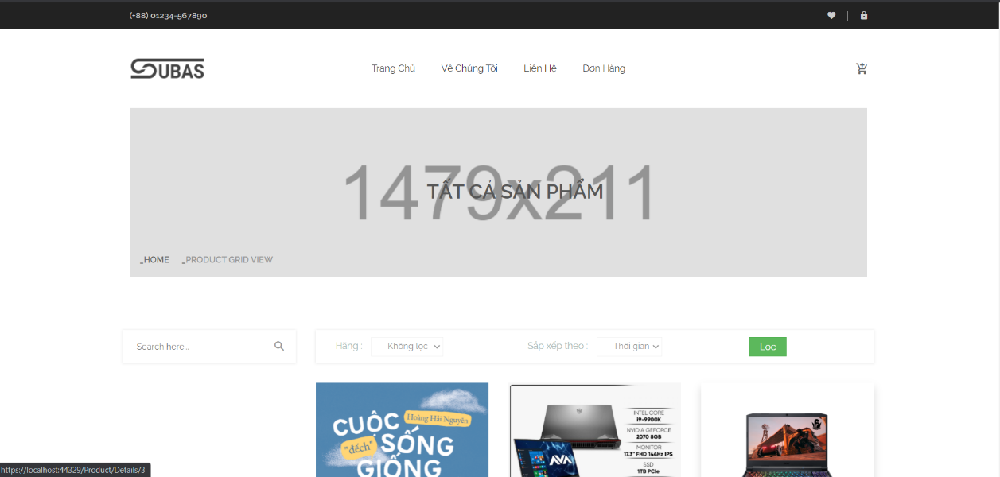 (+88) 01234-567890
SUBAS
Trang Chủ Về Chúng Tôi Liên Hệ Đơn Hàng
1479x211
TẤT CẢ SẢN PHẨM
_HOME _PRODUCT GRID VIEW
Search here...
Hãng : Không lọc Sắp xếp theo : Thời gian Lọc
Hoàng Hải Nguyễn
CUỘC
"đếch" SỐNG
GIỐNG
INTEL CORE
i9-9900K
NVIDIA GEFORCE
2070 8GB
MONITOR
17.3" FHD 144Hz IPS
SSD
1TB PCIe
AVA
https://localhost:44329/Product/Details/3